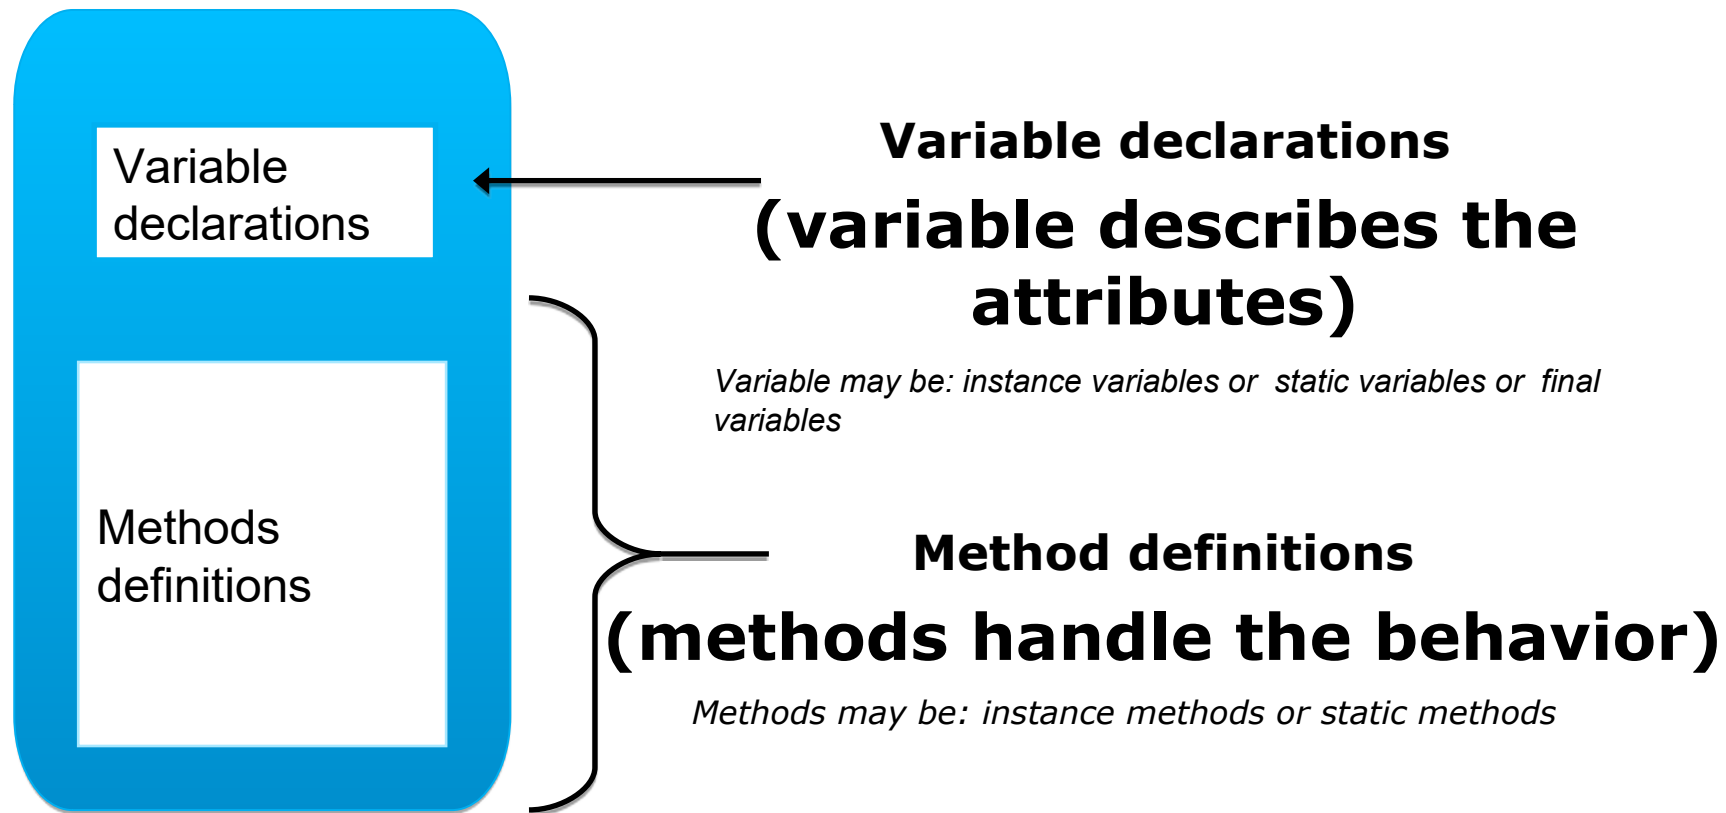 Variable
declarations
Methods
definitions
Variable declarations
(variable describes the
attributes)
Variable may be: instance variables or static variables or final
variables
Method definitions
(methods handle the behavior)
Methods may be: instance methods or static methods